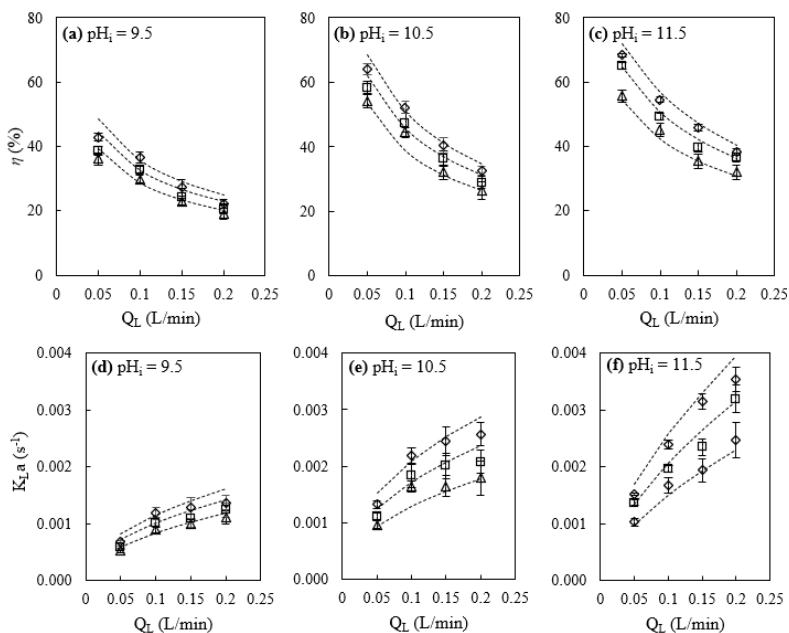 80
60
40
20
0
η (%)
(a) pHi = 9.5
0 0.05 0.1 0.15 0.2 0.25
QL (L/min)
80
60
40
20
0
(b) pHi = 10.5
0 0.05 0.1 0.15 0.2 0.25
QL (L/min)
80
60
40
20
0
(c) pHi = 11.5
0 0.05 0.1 0.15 0.2 0.25
QL (L/min)
0.004
0.003
0.002
0.001
0.000
KLa (s-1)
(d) pHi = 9.5
0.00 0.05 0.10 0.15 0.20 0.25
QL (L/min)
0.004
0.003
0.002
0.001
0.000
(e) pHi = 10.5
0 0.05 0.1 0.15 0.2 0.25
QL (L/min)
0.004
0.003
0.002
0.001
0.000
(f) pHi = 11.5
0 0.05 0.1 0.15 0.2 0.25
QL (L/min)